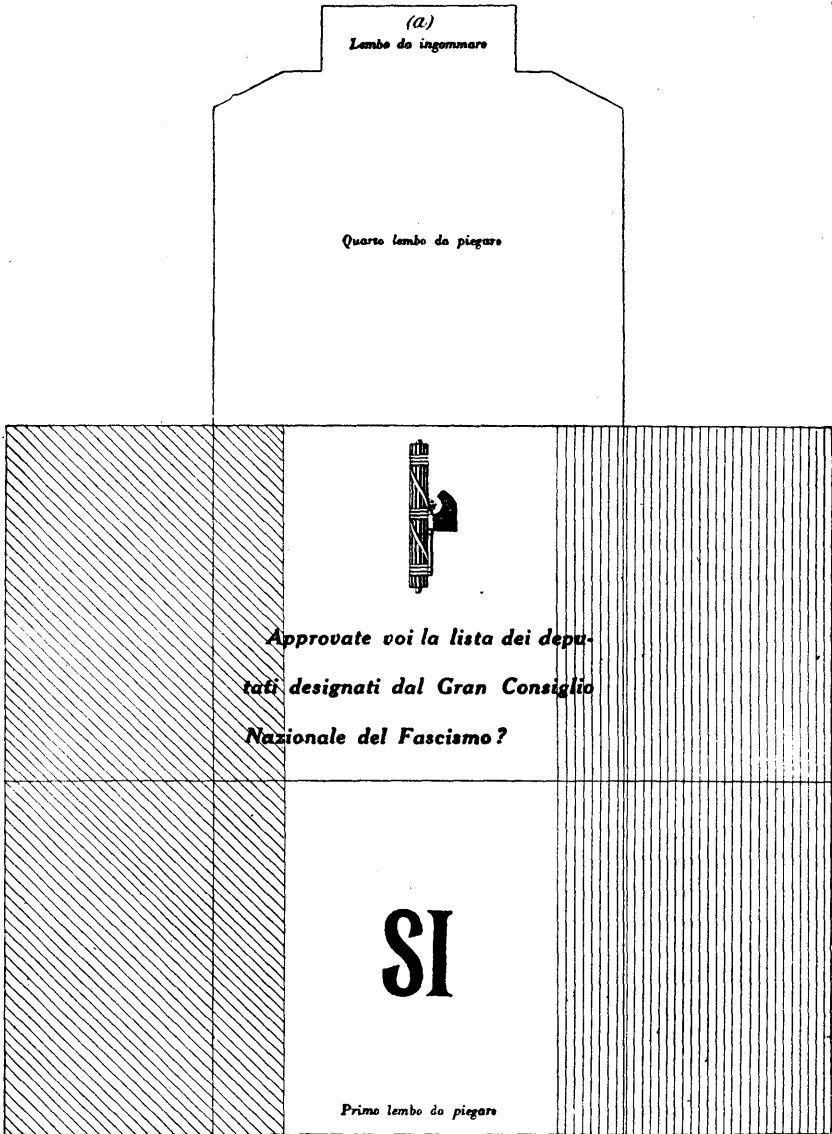 (a)
Lembo da ingommare
Quarto lembo da piegare
Approvate voi la lista dei depu-
tati designati dal Gran Consiglio
Nazionale del Fascismo?
SI
Primo lembo da piegare